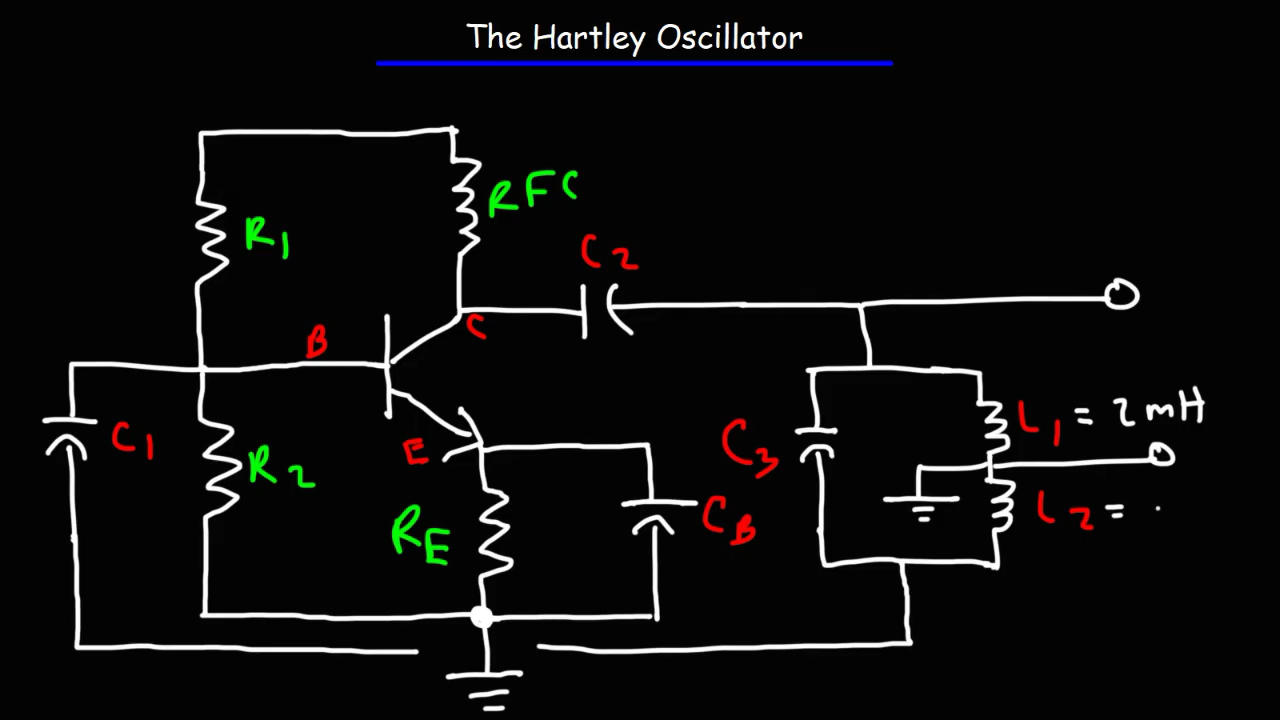 The Hartley Oscillator
RFC
R1
C2
B
C
C1
E
R2
C3
L1 = 2mH
RE
CB
L2 =